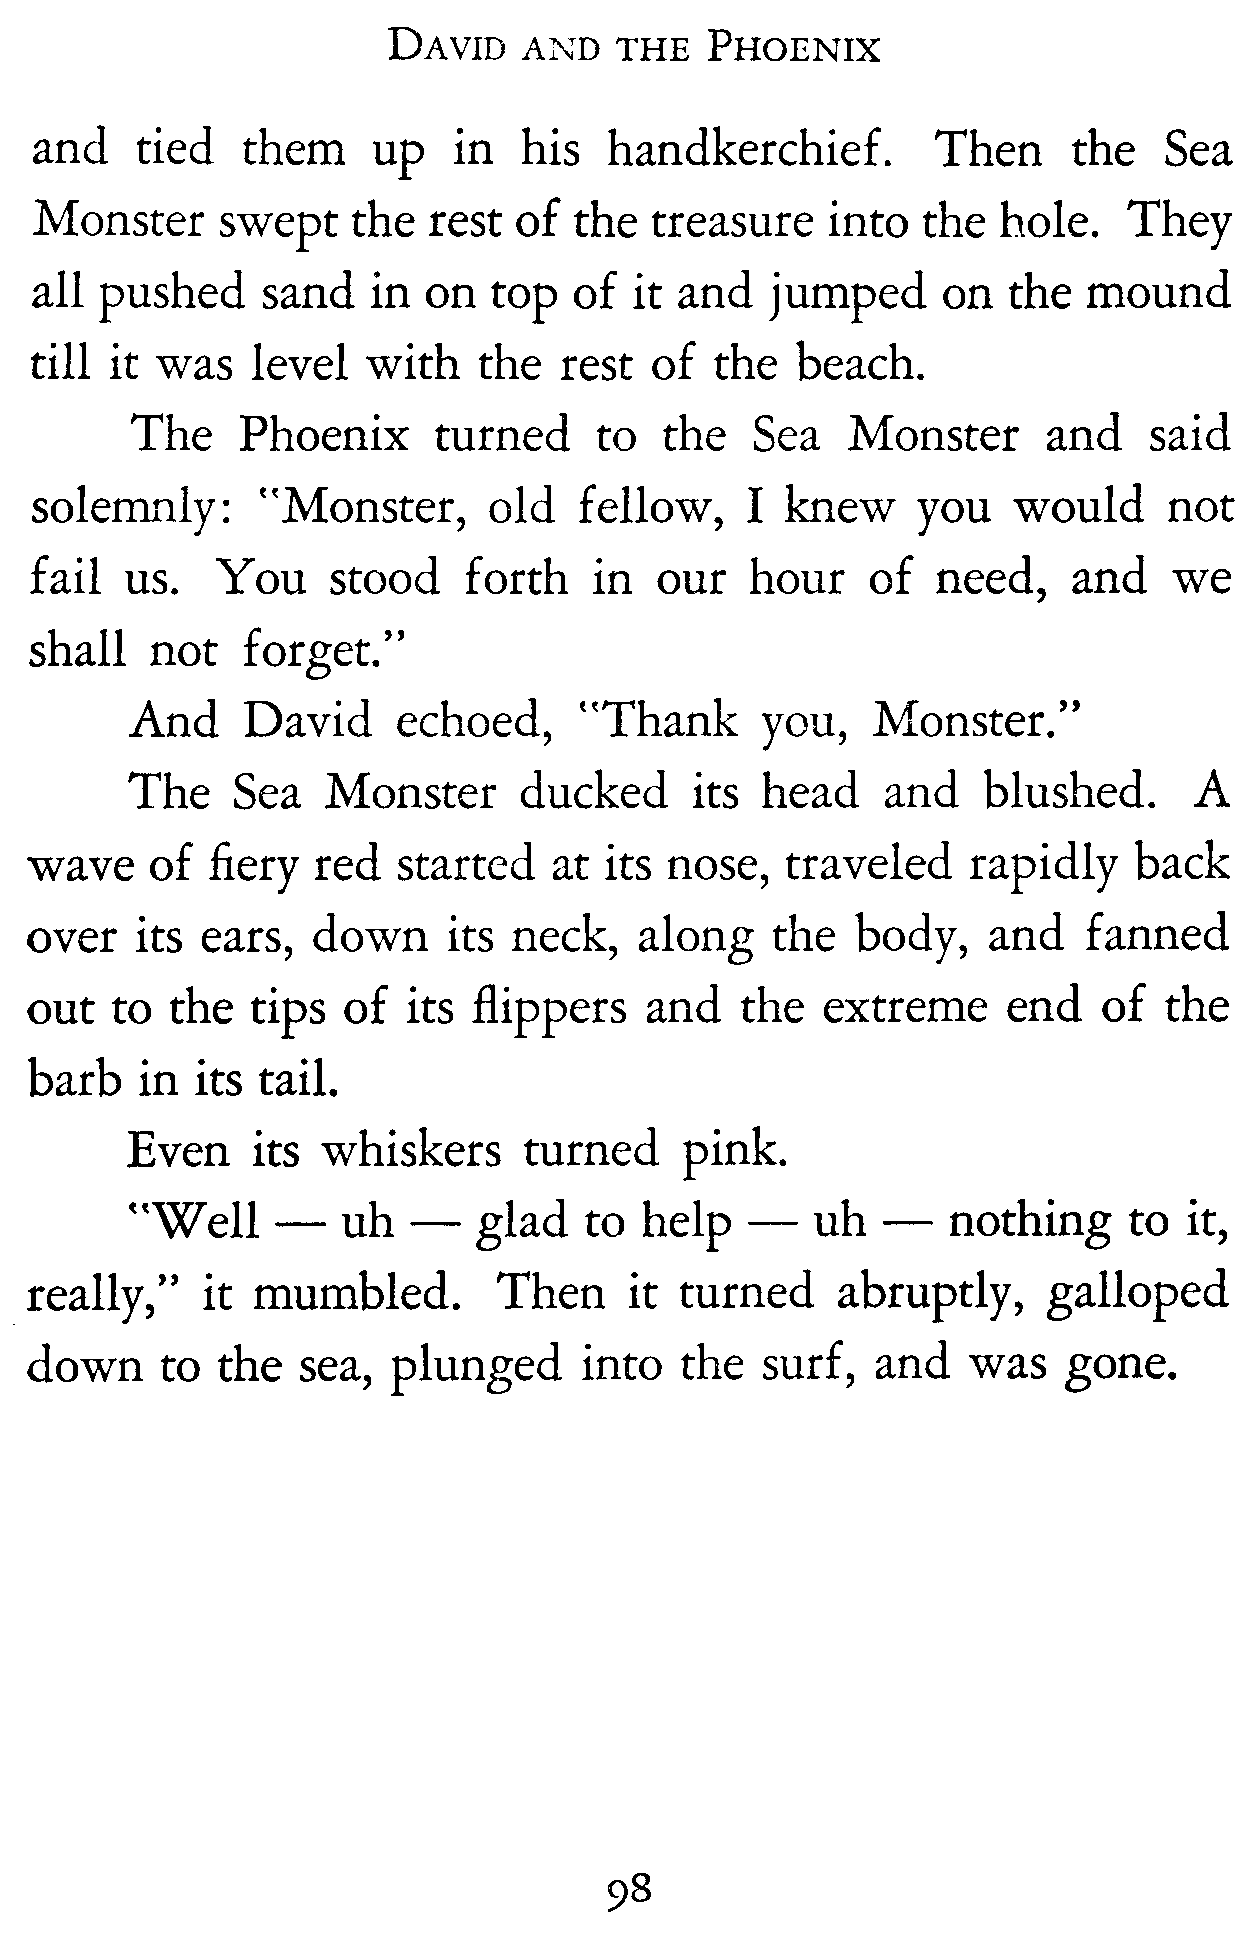 DAVID AND THE PHOENIX
and tied them up in his handkerchief. Then the Sea
Monster swept the rest of the treasure into the hole. They
all pushed sand in on top of it and jumped on the mound
till it was level with the rest of the beach.
The Phoenix turned to the Sea Monster and said
solemnly: "Monster, old fellow, I knew you would not
fail us. You stood forth in our hour of need, and we
shall not forget."
And David echoed, "Thank you, Monster."
The Sea Monster ducked its head and blushed. A
wave of fiery red started at its nose, traveled rapidly back
over its ears, down its neck, along the body, and fanned
out to the tips of its flippers and the extreme end of the
barb in its tail.
Even its whiskers turned pink.
"Well — uh — glad to help — uh — nothing to it,
really," it mumbled. Then it turned abruptly, galloped
down to the sea, plunged into the surf, and was gone.
98